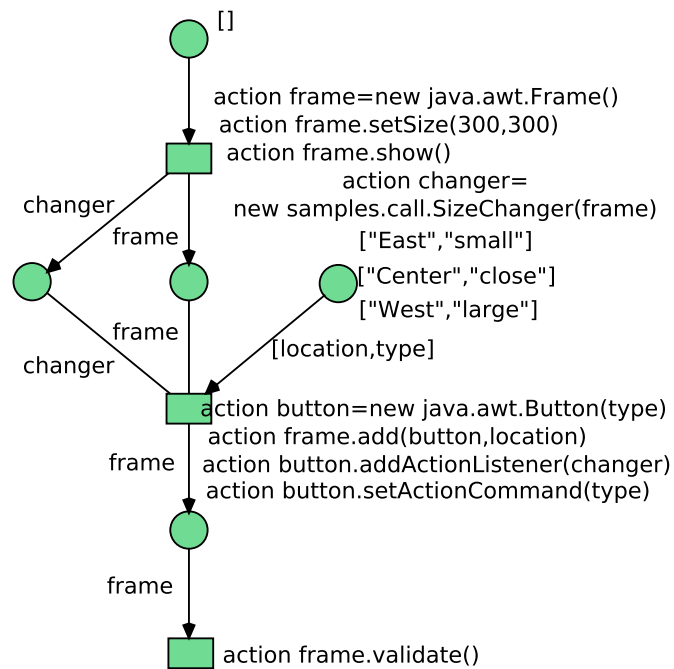 []
action frame=new java.awt.Frame()
action frame.setSize(300,300)
action frame.show()
action changer=
new samples.call.SizeChanger(frame)
changer
frame
["East","small"]
["Center","close"]
["West","large"]
frame
changer
[location,type]
action button=new java.awt.Button(type)
action frame.add(button,location)
action button.addActionListener(changer)
action button.setActionCommand(type)
frame
frame
action frame.validate()